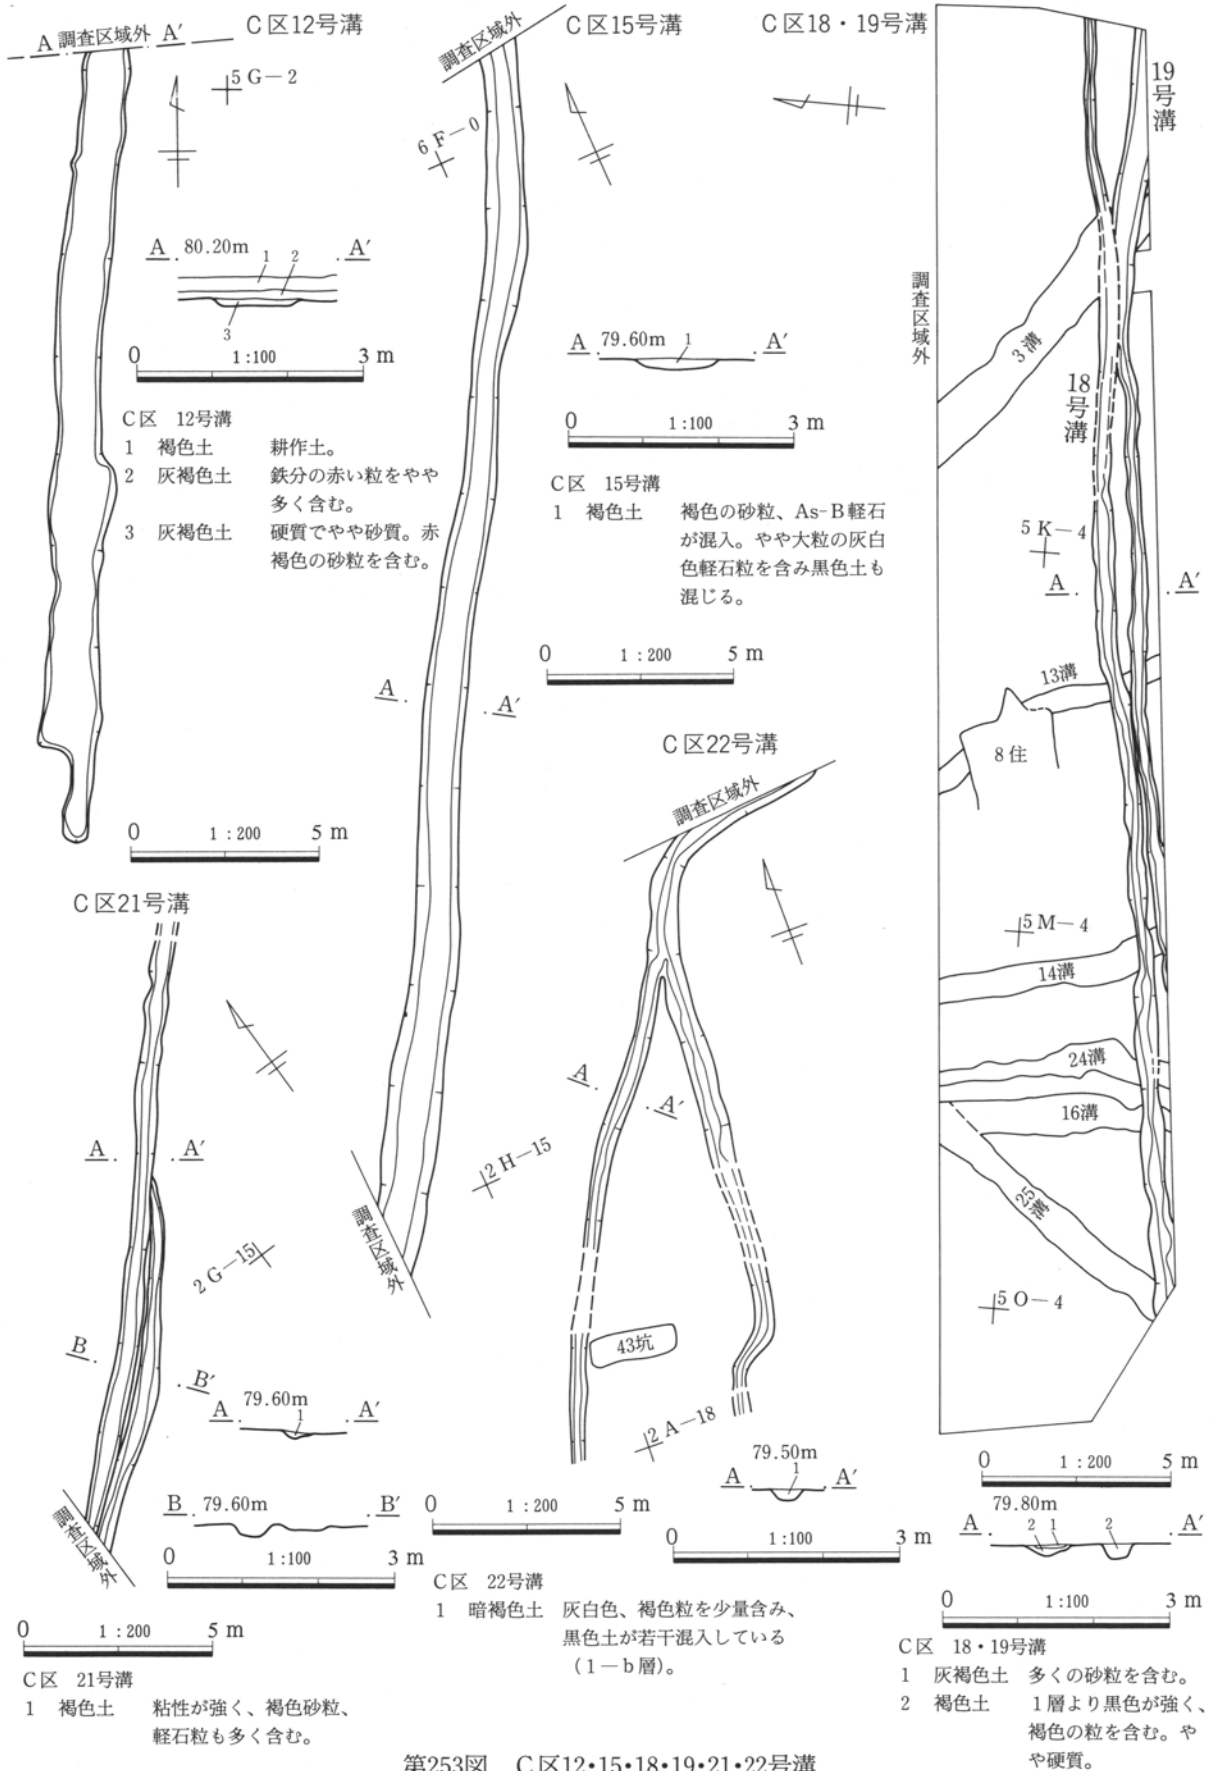 C区12号溝
A 調査区域外 A′
5 G－2
A 80.20m A′
1 2
3
0 1:100 3 m
C区 12号溝
1 褐色土 耕作土。
2 灰褐色土 鉄分の赤い粒をやや
多く含む。
3 灰褐色土 硬質でやや砂質。赤
褐色の砂粒を含む。
0 1:200 5 m
C区15号溝
調査区域外
6 F－0
A 79.60m 1 A′
0 1:100 3 m
C区 15号溝
1 褐色土 褐色の砂粒、As-B軽石
が混入。やや大粒の灰白
色軽石粒を含み黒色土も
混じる。
0 1:200 5 m
A A′
調査区域外
C区18・19号溝
19号溝
調査区域外
3溝
18号溝
5 K－4
A A′
13溝
8住
5 M－4
14溝
24溝
16溝
25溝
5 O－4
0 1:200 5 m
79.80m
A 2 1 2 A′
0 1:100 3 m
C区 18・19号溝
1 灰褐色土 多くの砂粒を含む。
2 褐色土 1層より黒色が強く、
褐色の粒を含む。や
や硬質。
C区21号溝
A A′
2 G－15
B B′
調査区域外
79.60m
A 1 A′
B 79.60m B′
0 1:100 3 m
0 1:200 5 m
C区 21号溝
1 褐色土 粘性が強く、褐色砂粒、
軽石粒も多く含む。
C区22号溝
調査区域外
A A′
2 H－15
43坑
2 A－18
79.50m
A 1 A′
0 1:200 5 m
0 1:100 3 m
C区 22号溝
1 暗褐色土 灰白色、褐色粒を少量含み、
黒色土が若干混入している
(1－b層)。
第253図 C区12・15・18・19・21・22号溝